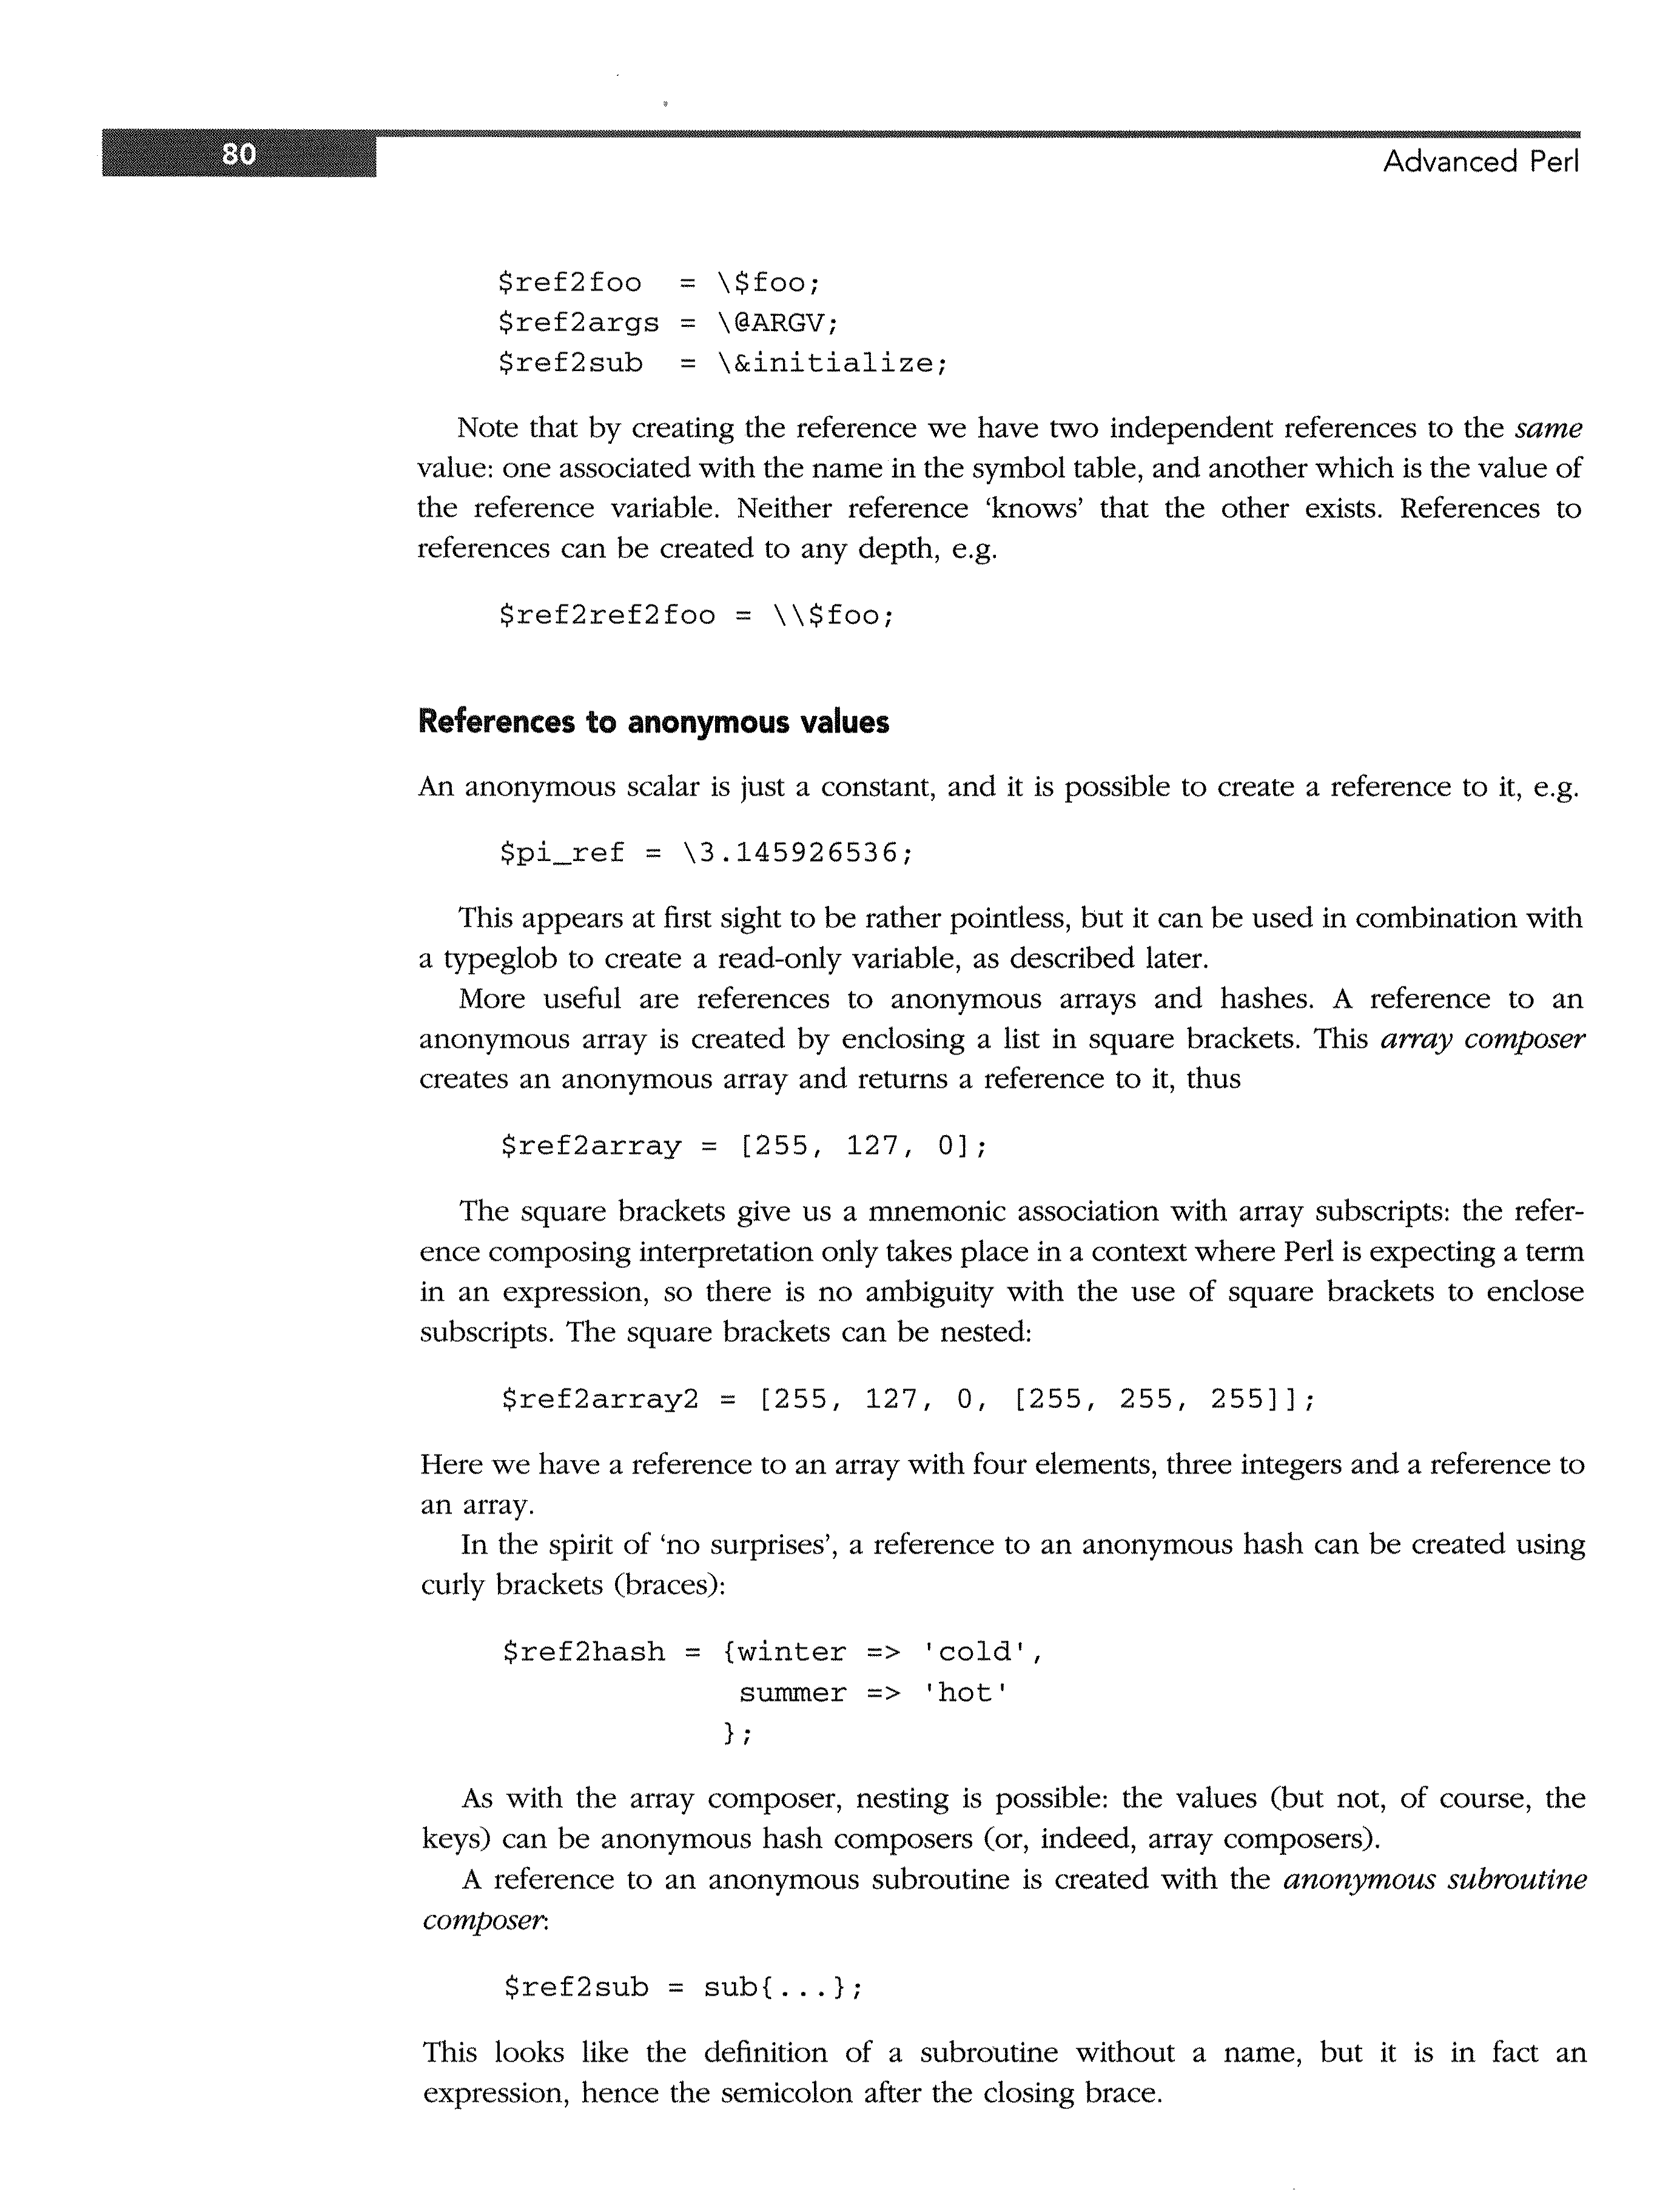 80
Advanced Perl
$ref2foo  = \$foo;
$ref2args = \@ARGV;
$ref2sub  = \&initialize;
Note that by creating the reference we have two independent references to the same
value: one associated with the name in the symbol table, and another which is the value of
the reference variable. Neither reference ‘knows’ that the other exists. References to
references can be created to any depth, e.g.
$ref2ref2foo = \\$foo;
References to anonymous values
An anonymous scalar is just a constant, and it is possible to create a reference to it, e.g.
$pi_ref = \3.145926536;
This appears at first sight to be rather pointless, but it can be used in combination with
a typeglob to create a read-only variable, as described later.
More useful are references to anonymous arrays and hashes. A reference to an
anonymous array is created by enclosing a list in square brackets. This array composer
creates an anonymous array and returns a reference to it, thus
$ref2array = [255, 127, 0];
The square brackets give us a mnemonic association with array subscripts: the refer-
ence composing interpretation only takes place in a context where Perl is expecting a term
in an expression, so there is no ambiguity with the use of square brackets to enclose
subscripts. The square brackets can be nested:
$ref2array2 = [255, 127, 0, [255, 255, 255]];
Here we have a reference to an array with four elements, three integers and a reference to
an array.
In the spirit of ‘no surprises’, a reference to an anonymous hash can be created using
curly brackets (braces):
$ref2hash = {winter => 'cold',
summer => 'hot'
};
As with the array composer, nesting is possible: the values (but not, of course, the
keys) can be anonymous hash composers (or, indeed, array composers).
A reference to an anonymous subroutine is created with the anonymous subroutine
composer:
$ref2sub = sub{...};
This looks like the definition of a subroutine without a name, but it is in fact an
expression, hence the semicolon after the closing brace.